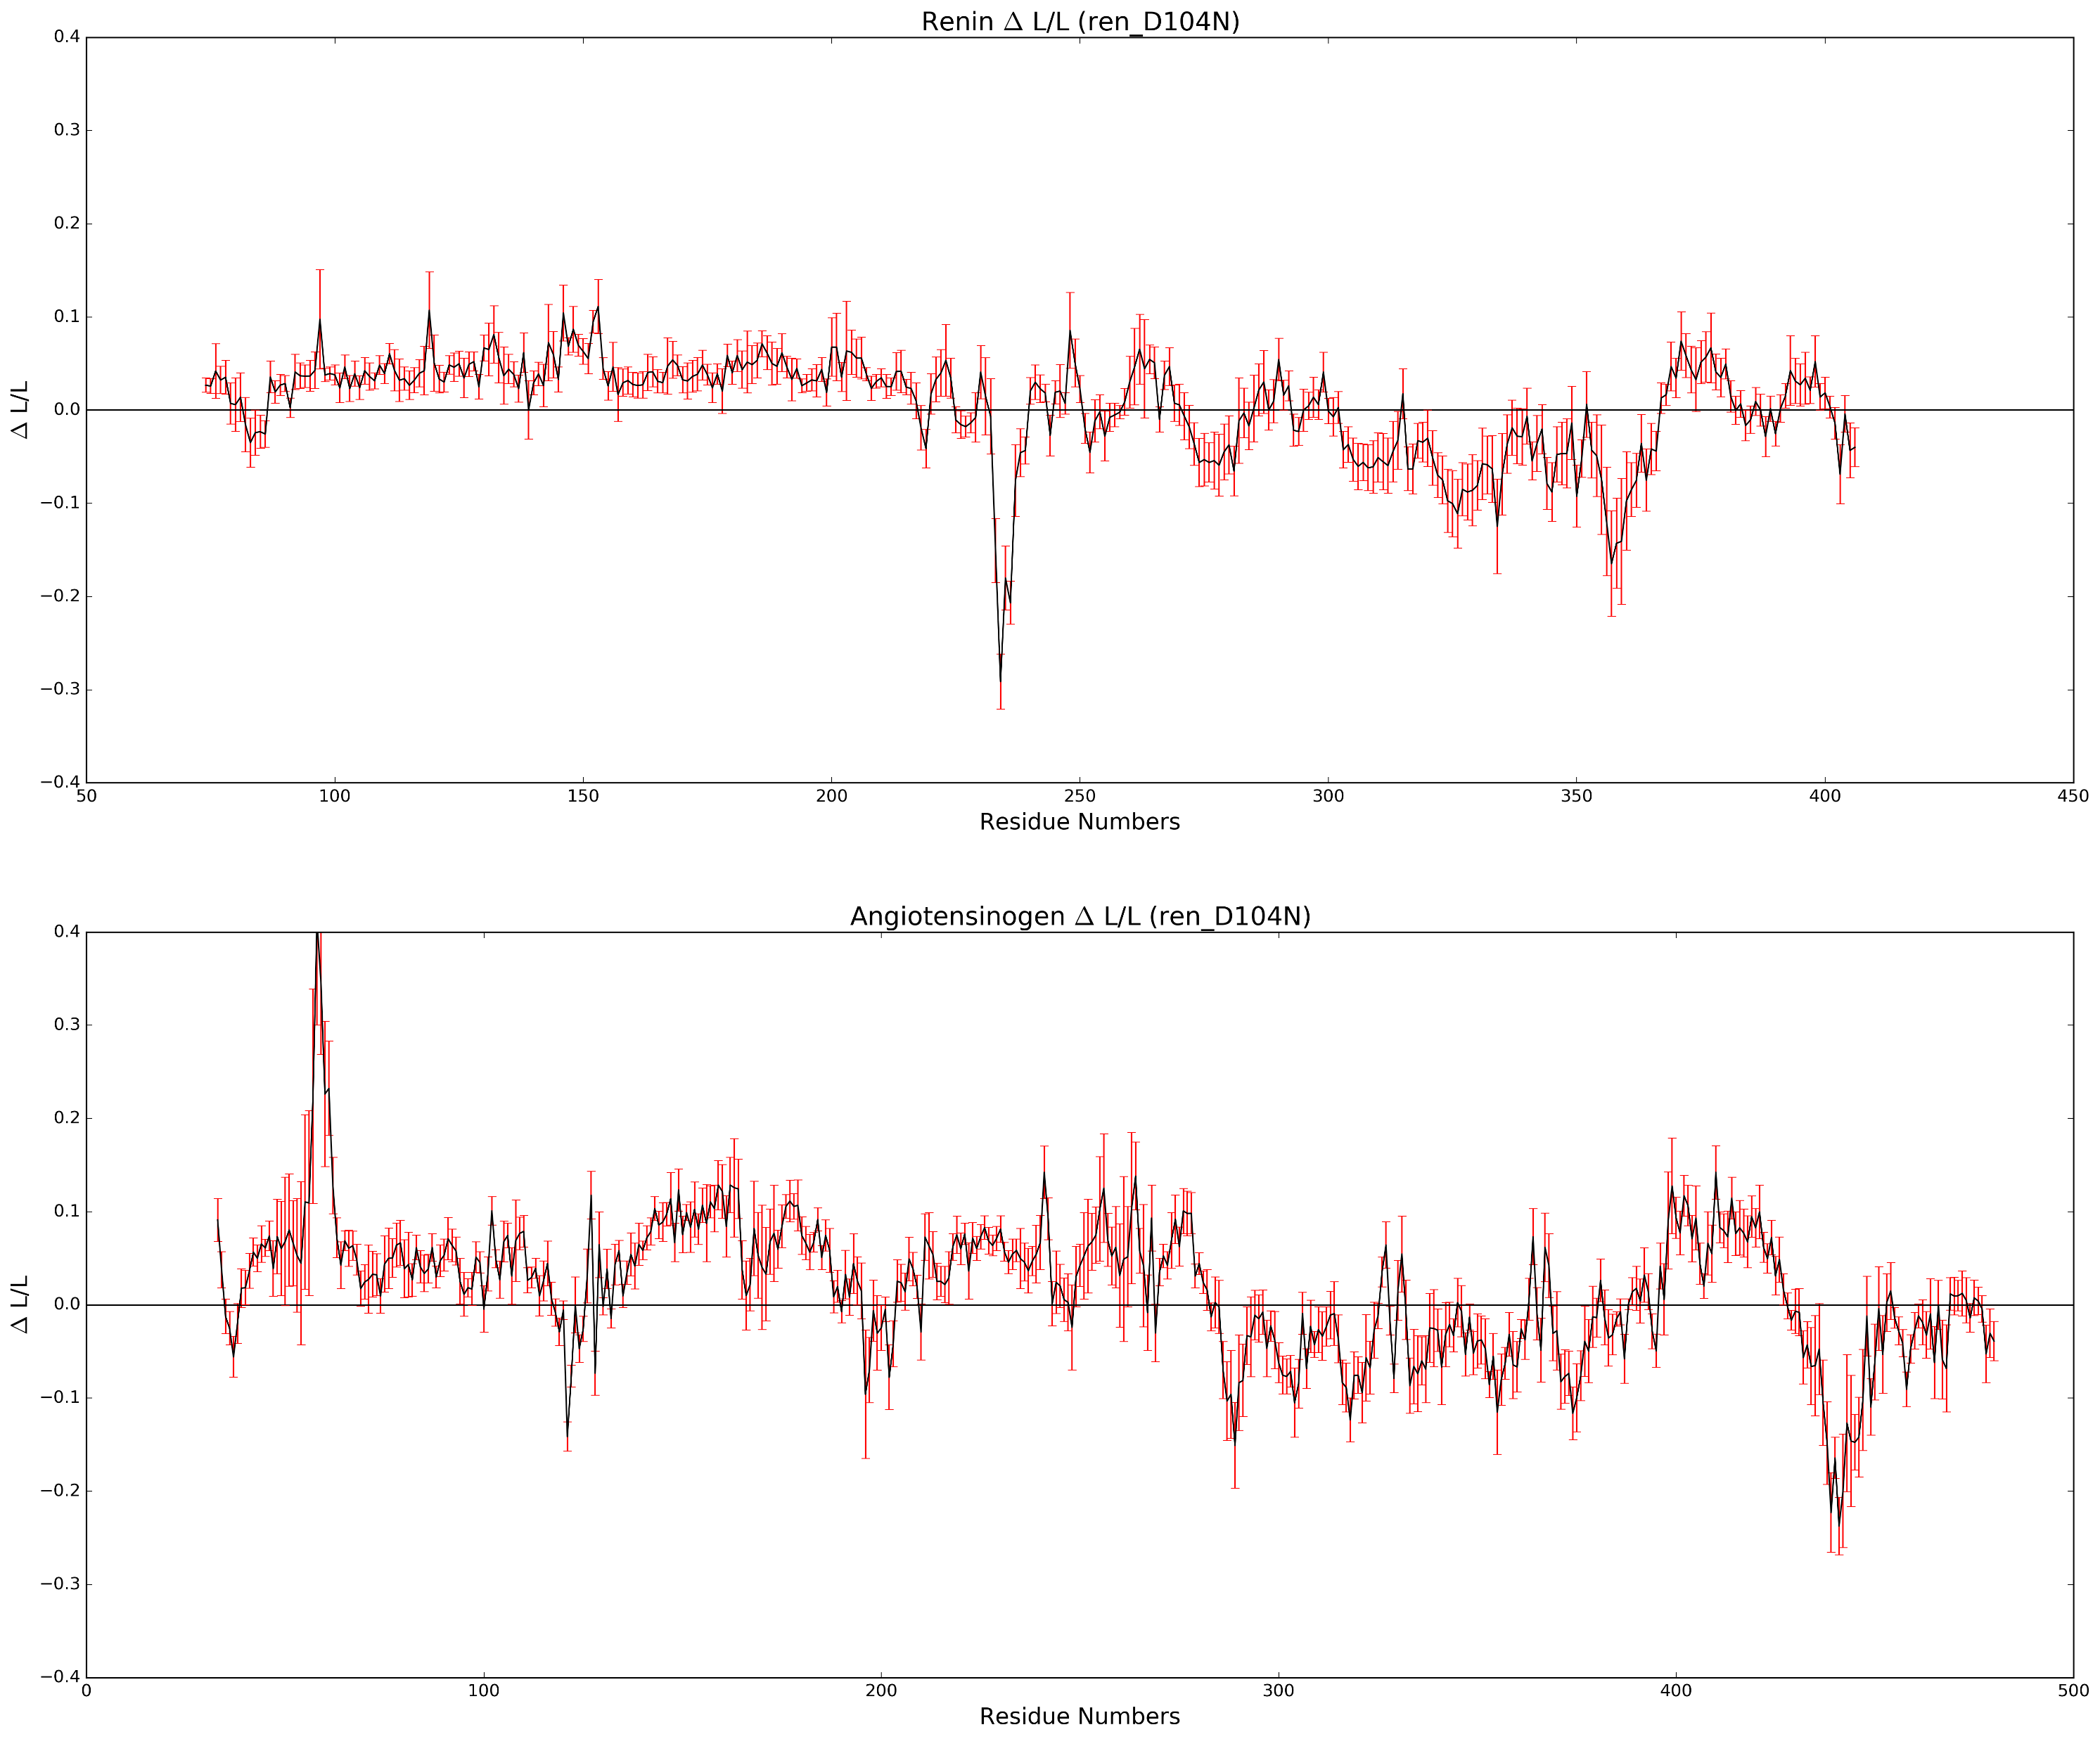 Renin Δ L/L (ren_D104N)
0.4
0.3
0.2
0.1
0.0
−0.1
−0.2
−0.3
−0.4
Δ L/L
50 100 150 200 250 300 350 400 450
Residue Numbers
Angiotensinogen Δ L/L (ren_D104N)
0.4
0.3
0.2
0.1
0.0
−0.1
−0.2
−0.3
−0.4
Δ L/L
0 100 200 300 400 500
Residue Numbers